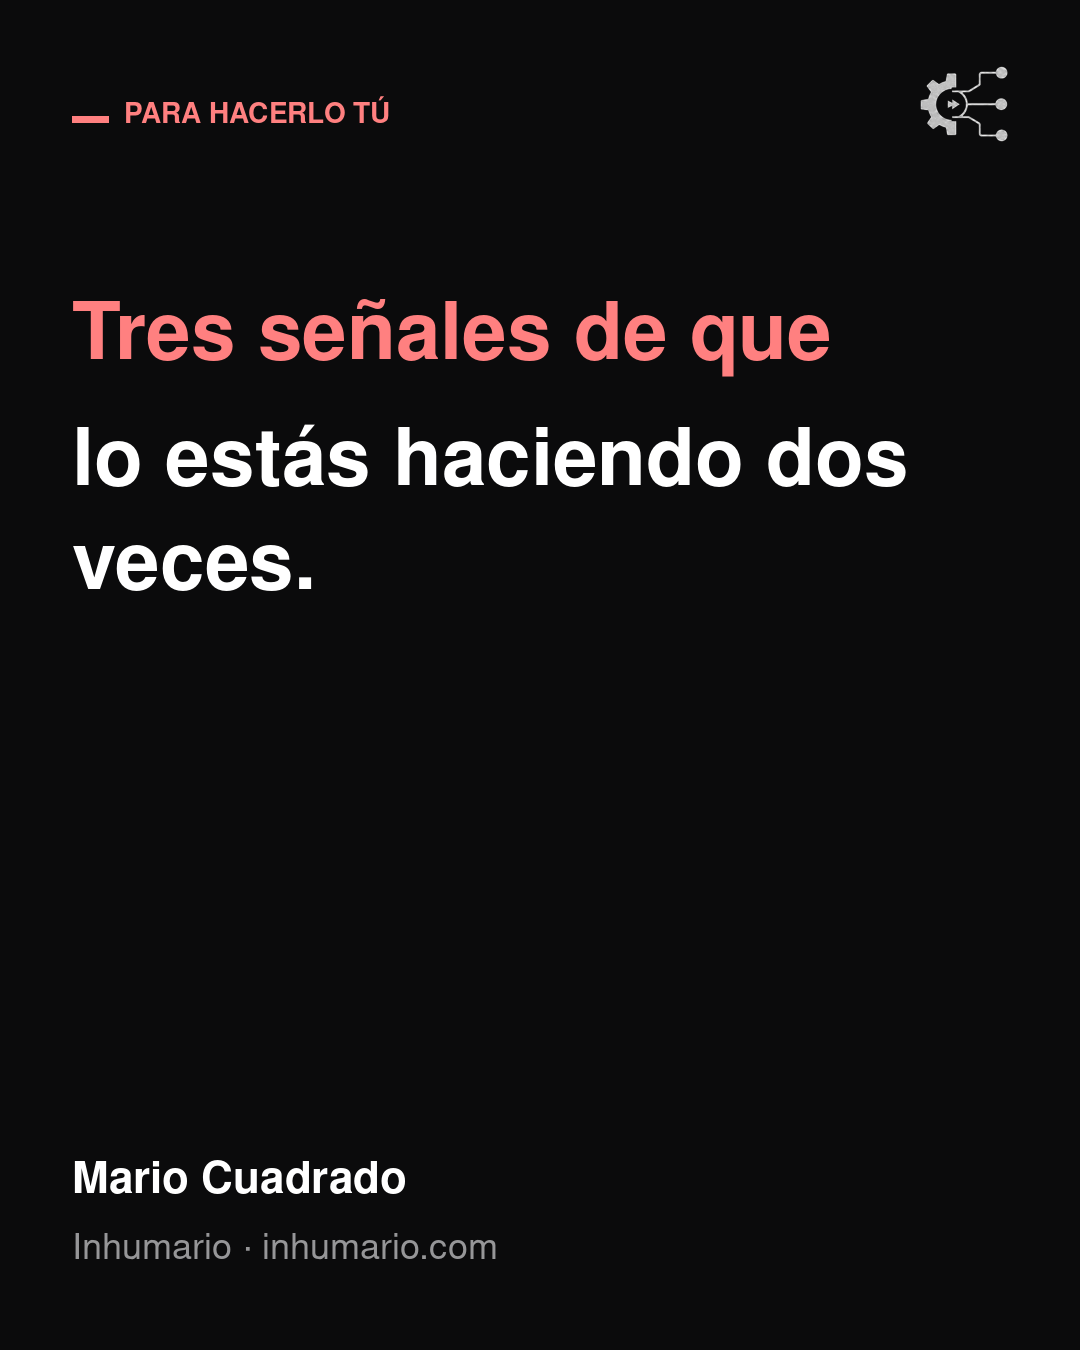 PARA HACERLO TÚ
Tres señales de que
lo estás haciendo dos
veces.
Mario Cuadrado
Inhumario · inhumario.com